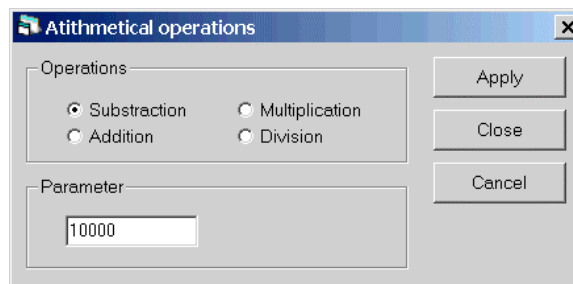 Atithmetical operations
Operations
Substraction
Multiplication
Addition
Division
Parameter
10000
Apply
Close
Cancel